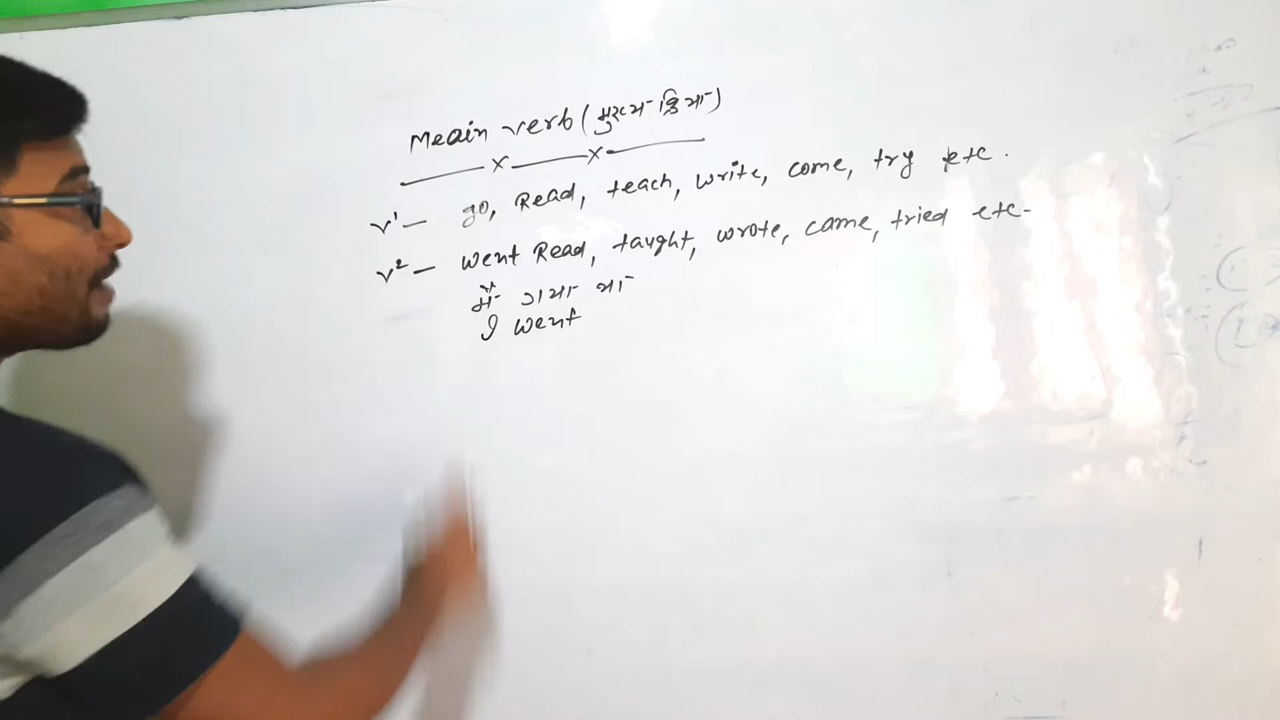 Meain verb (मुख्य क्रिया)
v¹ — go, Read, teach, write, come, try etc.
v² — went Read, taught, wrote, came, tried etc-
मैं गया था
I went